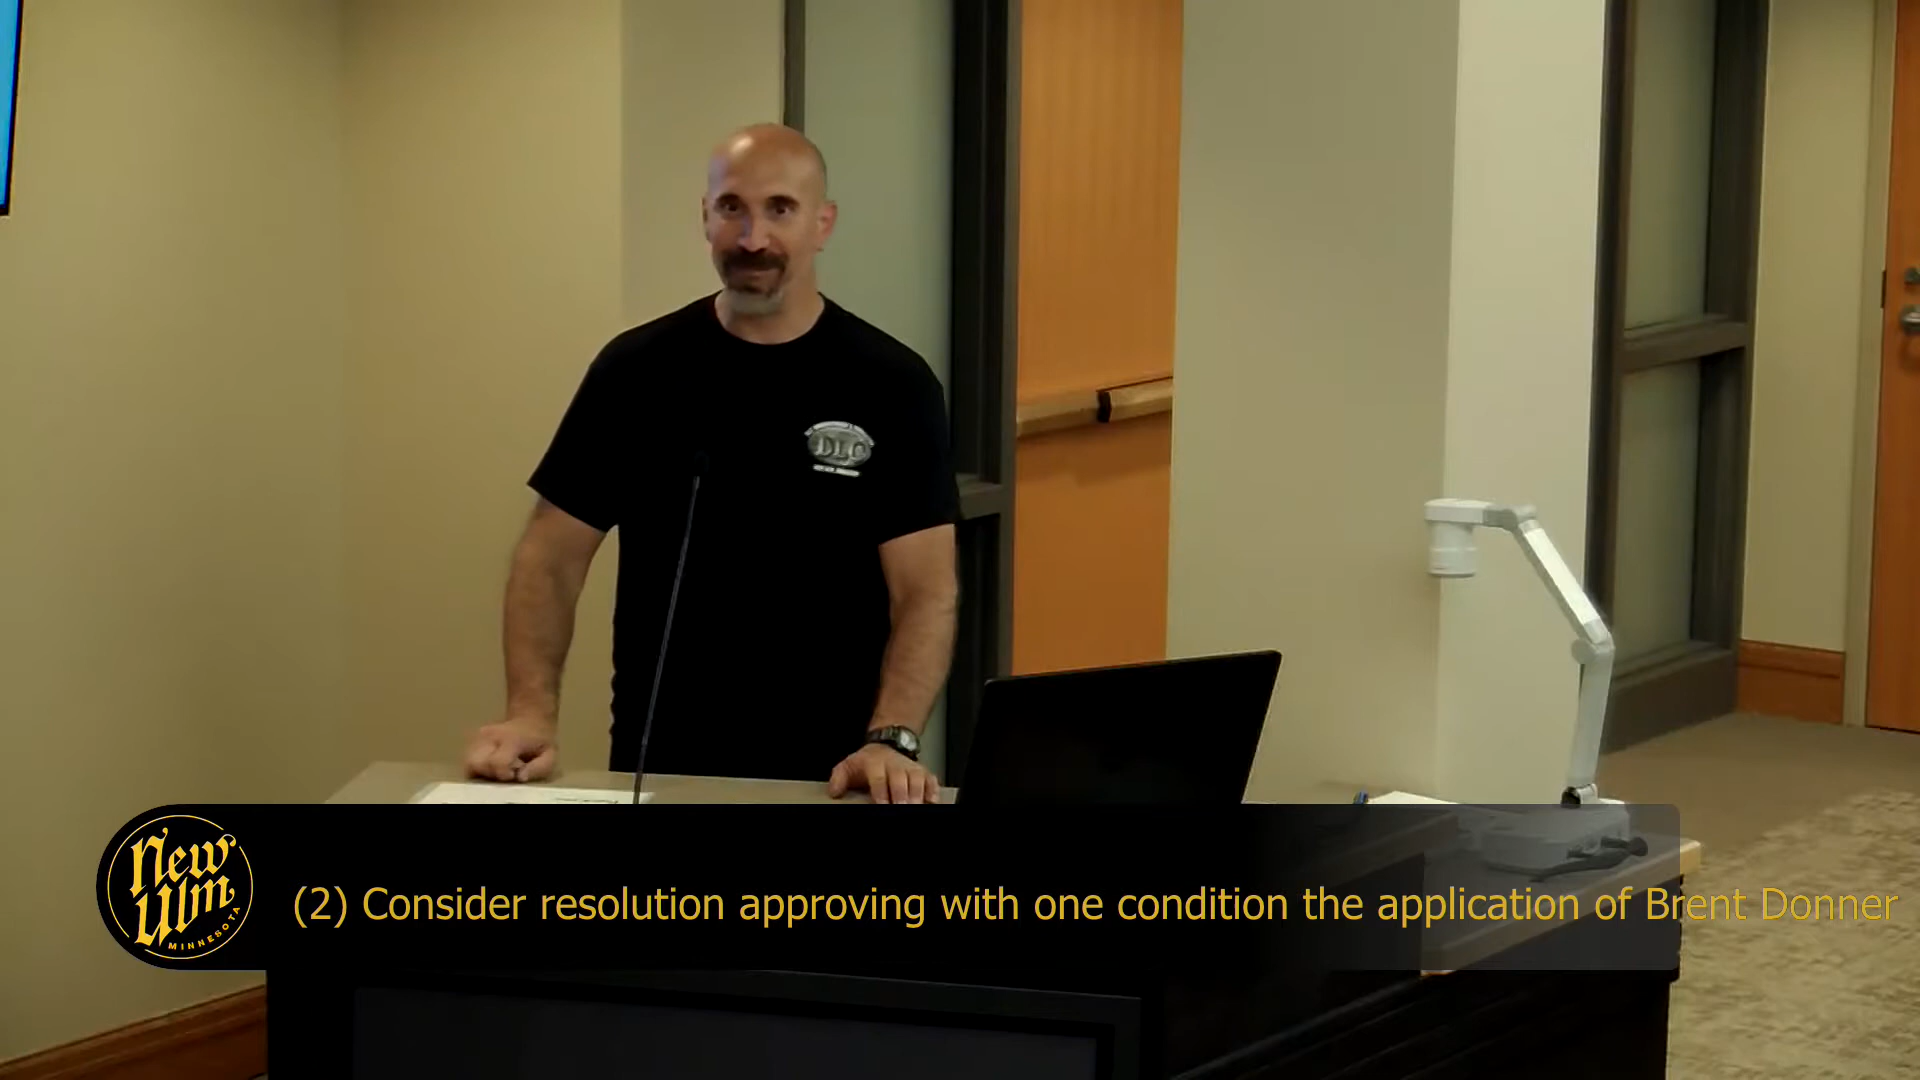 DLC
New
Ulm
MINNESOTA
(2) Consider resolution approving with one condition the application of Brent Donner